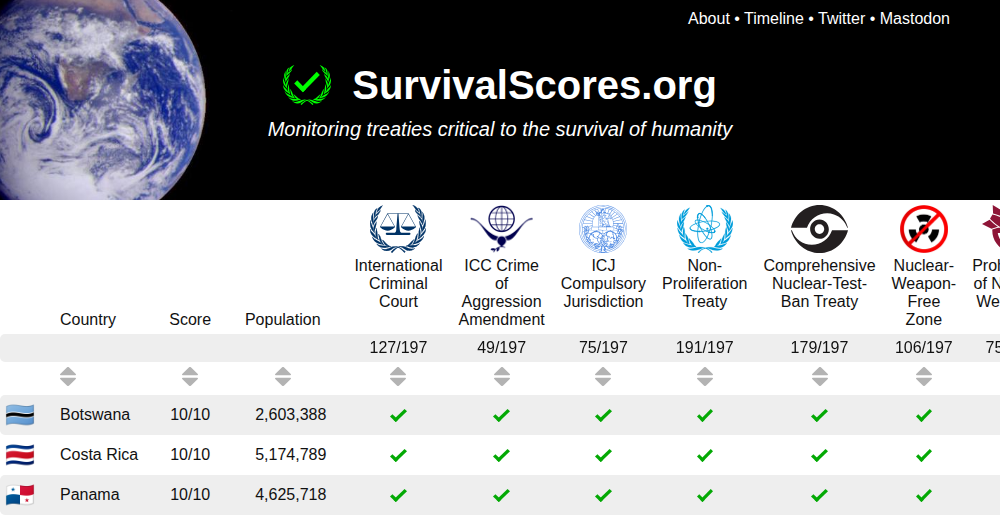 About • Timeline • Twitter • Mastodon
SurvivalScores.org
Monitoring treaties critical to the survival of humanity
Country
Score
Population
International
Criminal
Court
ICC Crime
of
Aggression
Amendment
ICJ
Compulsory
Jurisdiction
Non-
Proliferation
Treaty
Comprehensive
Nuclear-Test-
Ban Treaty
Nuclear-
Weapon-
Free
Zone
of
127/197 49/197 75/197 191/197 179/197 106/197
Botswana 10/10 2,603,388
Costa Rica 10/10 5,174,789
Panama 10/10 4,625,718